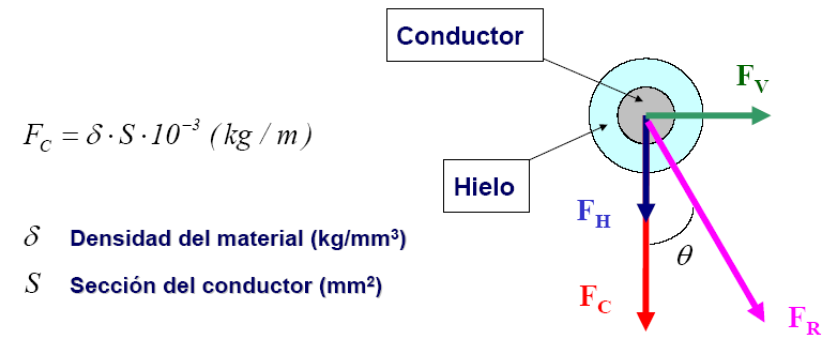 Conductor
F_V
F_C = δ · S · 10⁻³ (kg / m)
Hielo
F_H
δ Densidad del material (kg/mm³)
θ
S Sección del conductor (mm²)
F_C
F_R